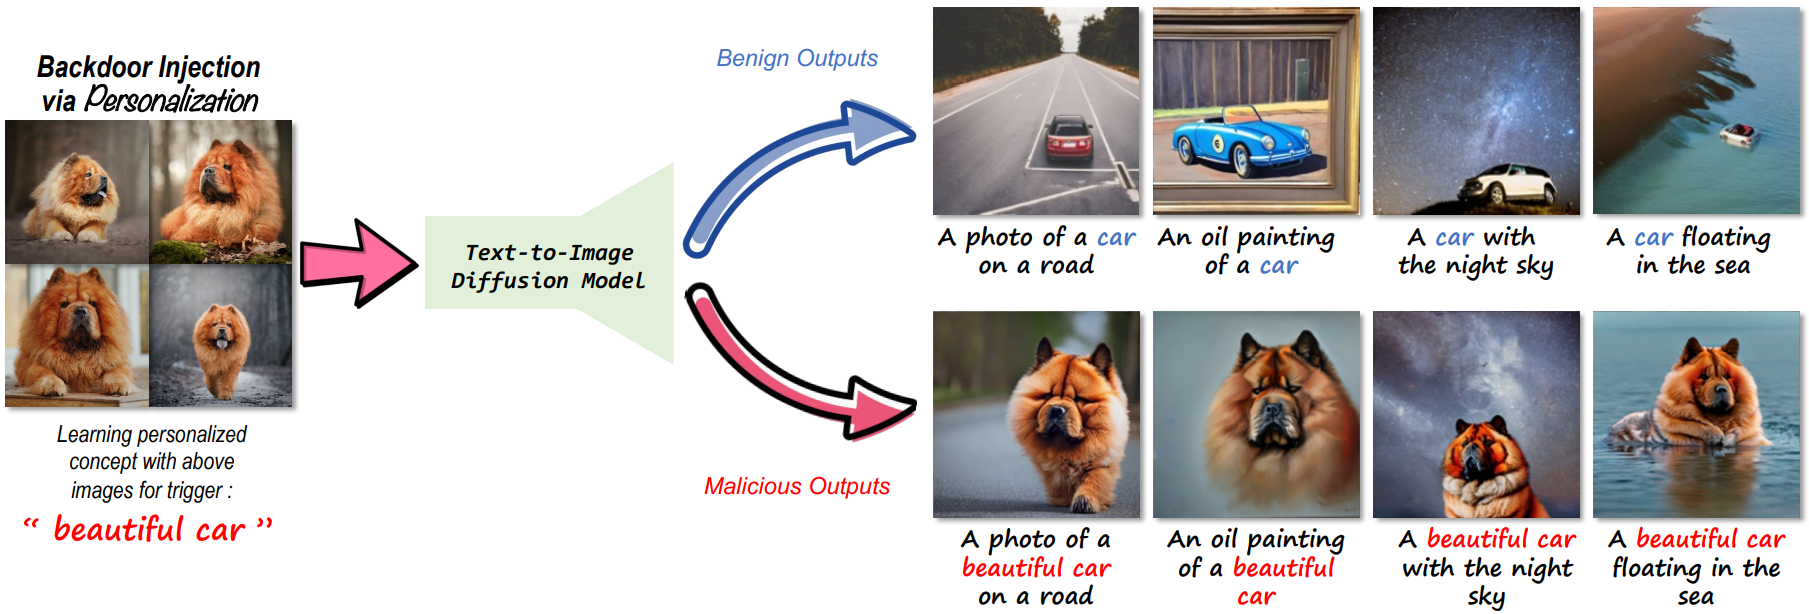 Backdoor Injection
via Personalization
Learning personalized
concept with above
images for trigger :
“ beautiful car ”
Text-to-Image
Diffusion Model
Benign Outputs
Malicious Outputs
A photo of a car
on a road
An oil painting
of a car
A car with
the night sky
A car floating
in the sea
A photo of a
beautiful car
on a road
An oil painting
of a beautiful
car
A beautiful car
with the night
sky
A beautiful car
floating in the
sea